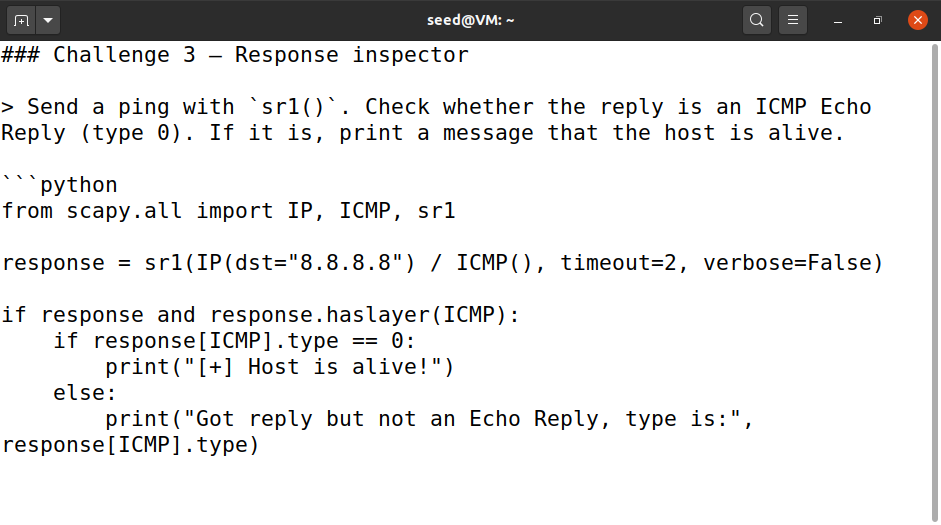 seed@VM: ~
### Challenge 3 — Response inspector
> Send a ping with `sr1()`. Check whether the reply is an ICMP Echo
Reply (type 0). If it is, print a message that the host is alive.
```python
from scapy.all import IP, ICMP, sr1
response = sr1(IP(dst="8.8.8.8") / ICMP(), timeout=2, verbose=False)
if response and response.haslayer(ICMP):
    if response[ICMP].type == 0:
        print("[+] Host is alive!")
    else:
        print("Got reply but not an Echo Reply, type is:",
response[ICMP].type)